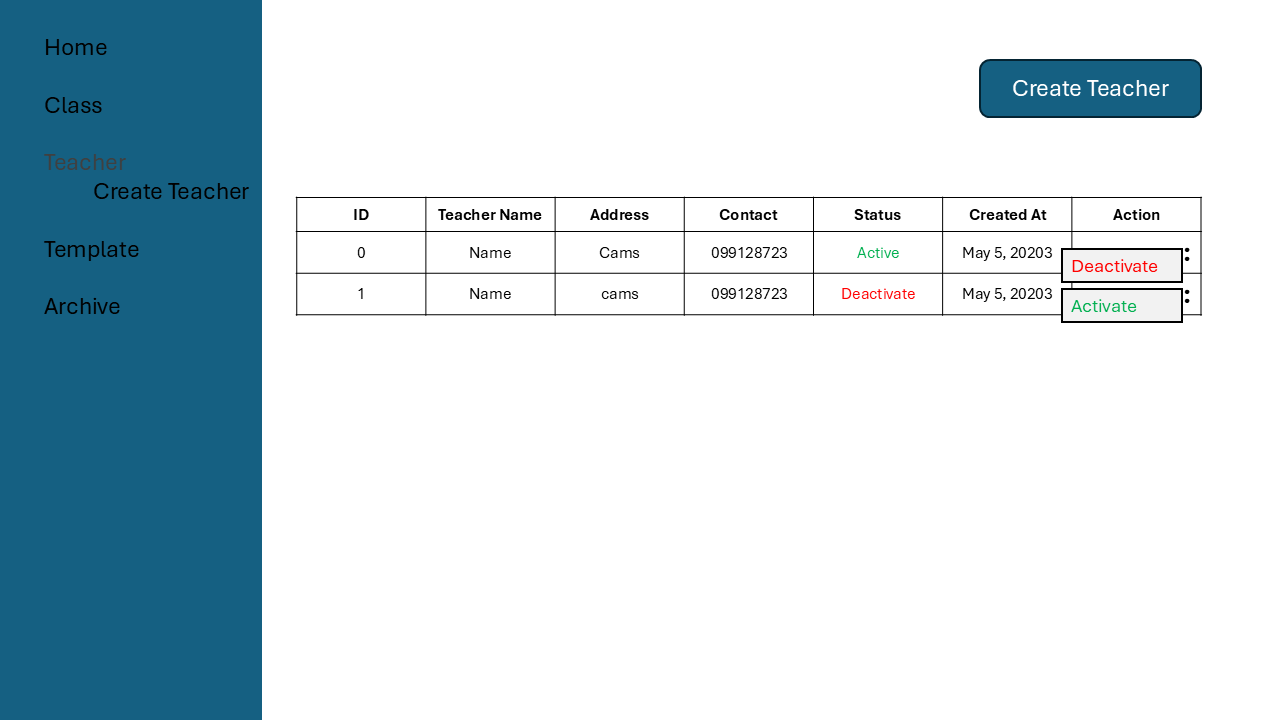 Home
Class
Teacher
Create Teacher
Template
Archive
Create Teacher
ID Teacher Name Address Contact Status Created At Action
0 Name Cams 099128723 Active May 5, 20203 :
Deactivate
1 Name cams 099128723 Deactivate May 5, 20203 :
Activate